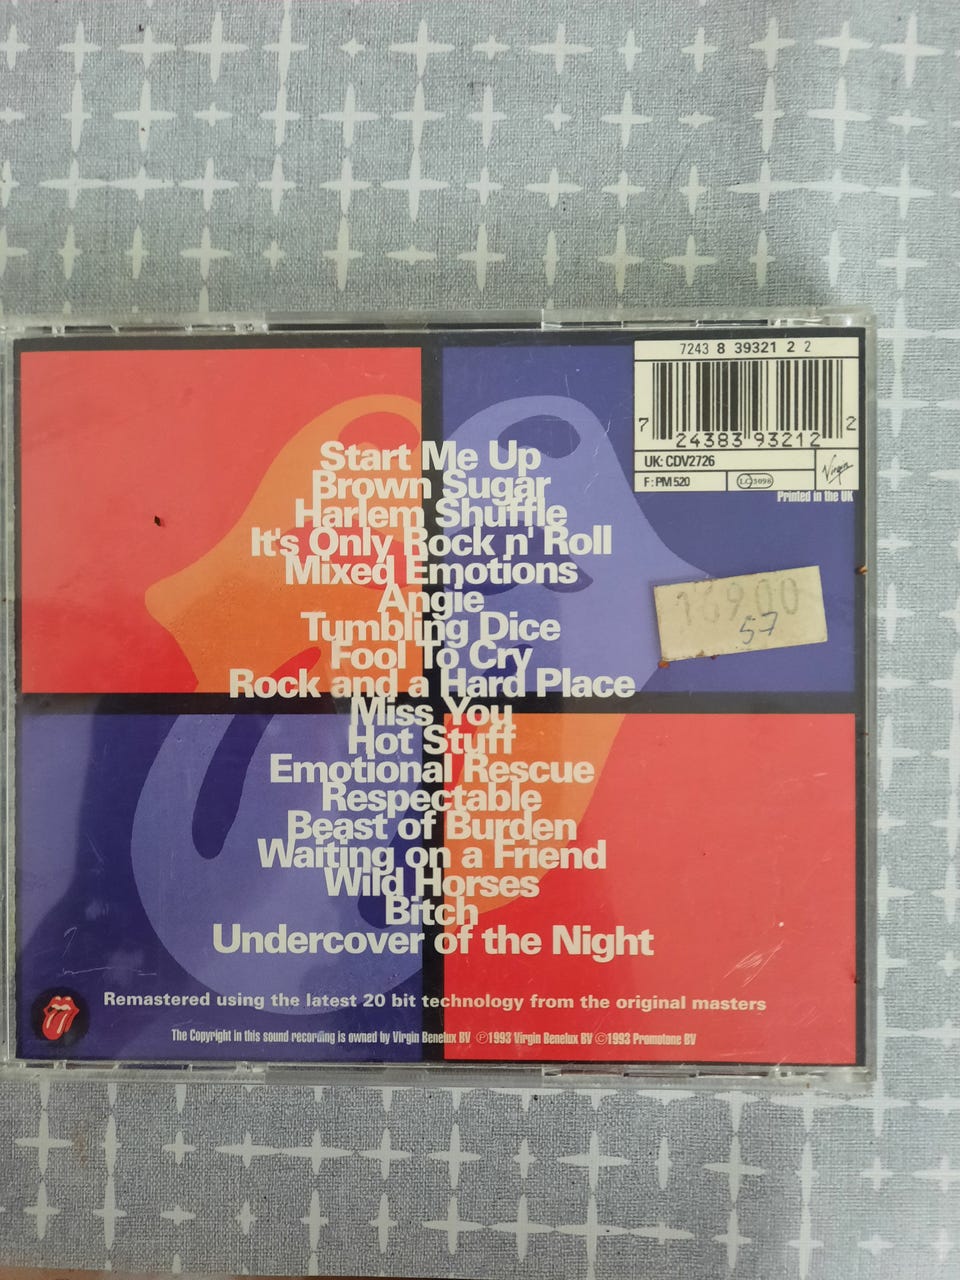 7243 8 39321 2 2
7 24383 93212 2
UK: CDV2726
F: PM 520
LC3098
Virgin
Printed in the UK
Start Me Up
Brown Sugar
Harlem Shuffle
It's Only Rock n' Roll
Mixed Emotions
Angie
57
Tumbling Dice
Fool To Cry
Rock and a Hard Place
Miss You
Hot Stuff
Emotional Rescue
Respectable
Beast of Burden
Waiting on a Friend
Wild Horses
Bitch
Undercover of the Night
Remastered using the latest 20 bit technology from the original masters
The Copyright in this sound recording is owned by Virgin Benelux BV ℗1993 Virgin Benelux BV ©1993 Promotone BV